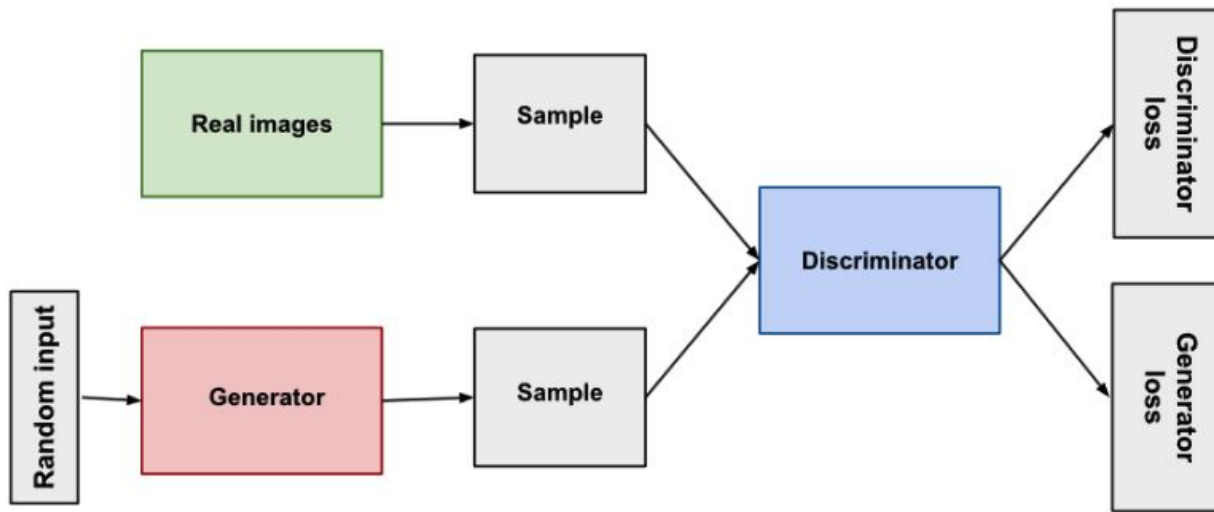 Real images
Sample
Discriminator
loss
Discriminator
Random input
Generator
Sample
Generator
loss